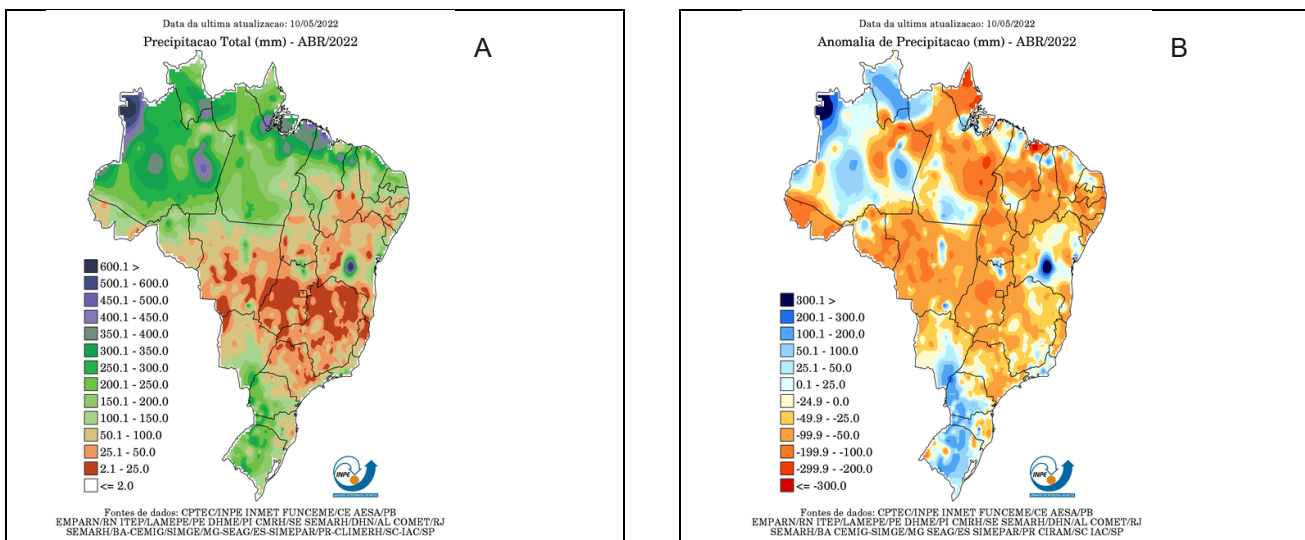 Data da ultima atualizacao: 10/05/2022
Precipitacao Total (mm) - ABR/2022
A
600.1 >
500.1 - 600.0
450.1 - 500.0
400.1 - 450.0
350.1 - 400.0
300.1 - 350.0
250.1 - 300.0
200.1 - 250.0
150.1 - 200.0
100.1 - 150.0
50.1 - 100.0
25.1 - 50.0
2.1 - 25.0
<= 2.0
INPE
Fontes de dados: CPTEC/INPE INMET FUNCEME/CE AESA/PB
EMPARN/RN ITEP/LAMEPE/PE DHME/PI CMRH/SE SEMARH/DHN/AL COMET/RJ
SEMARH/BA-CEMIG/SIMGE/MG-SEAG/ES-SIMEPAR/PR-CLIMERH/SC-IAC/SP
Data da ultima atualizacao: 10/05/2022
Anomalia de Precipitacao (mm) - ABR/2022
B
300.1 >
200.1 - 300.0
100.1 - 200.0
50.1 - 100.0
25.1 - 50.0
0.1 - 25.0
-24.9 - 0.0
-49.9 - -25.0
-99.9 - -50.0
-199.9 - -100.0
-299.9 - -200.0
<= -300.0
INPE
Fontes de dados: CPTEC/INPE INMET FUNCEME/CE AESA/PB
EMPARN/RN ITEP/LAMEPE/PE DHME/PI CMRH/SE SEMARH/DHN/AL COMET/RJ
SEMARH/BA CEMIG-SIMGE/MG SEAG/ES SIMEPAR/PR CIRAM/SC IAC/SP